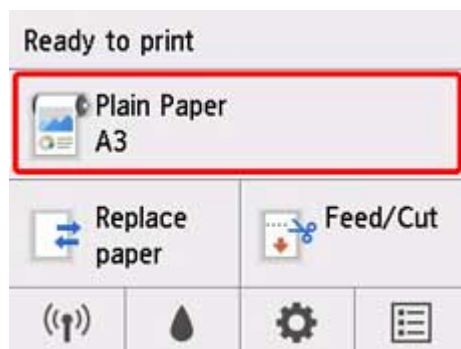 Ready to print
Plain Paper
A3
Replace
paper
Feed/Cut